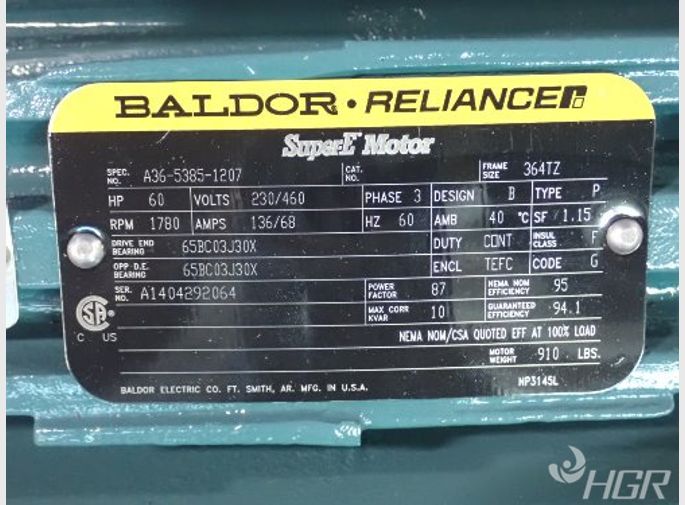 BALDOR • RELIANCE
SuperE Motor
SPEC. NO. A36-5385-1207 CAT. NO. FRAME SIZE 364TZ
HP 60 VOLTS 230/460 PHASE 3 DESIGN B TYPE P
RPM 1780 AMPS 136/68 HZ 60 AMB 40 °C SF 1.15
DRIVE END BEARING 65BC03J30X DUTY CONT INSUL CLASS F
OPP D.E. BEARING 65BC03J30X ENCL TEFC CODE G
SER. NO. A1404292064 POWER FACTOR 87 NEMA NOM EFFICIENCY 95
MAX CORR KVAR 10 GUARANTEED EFFICIENCY 94.1
SA
C US
NEMA NOM/CSA QUOTED EFF AT 100% LOAD
MOTOR WEIGHT 910 LBS.
BALDOR ELECTRIC CO. FT. SMITH, AR. MFG. IN U.S.A. NP3145L
HGR